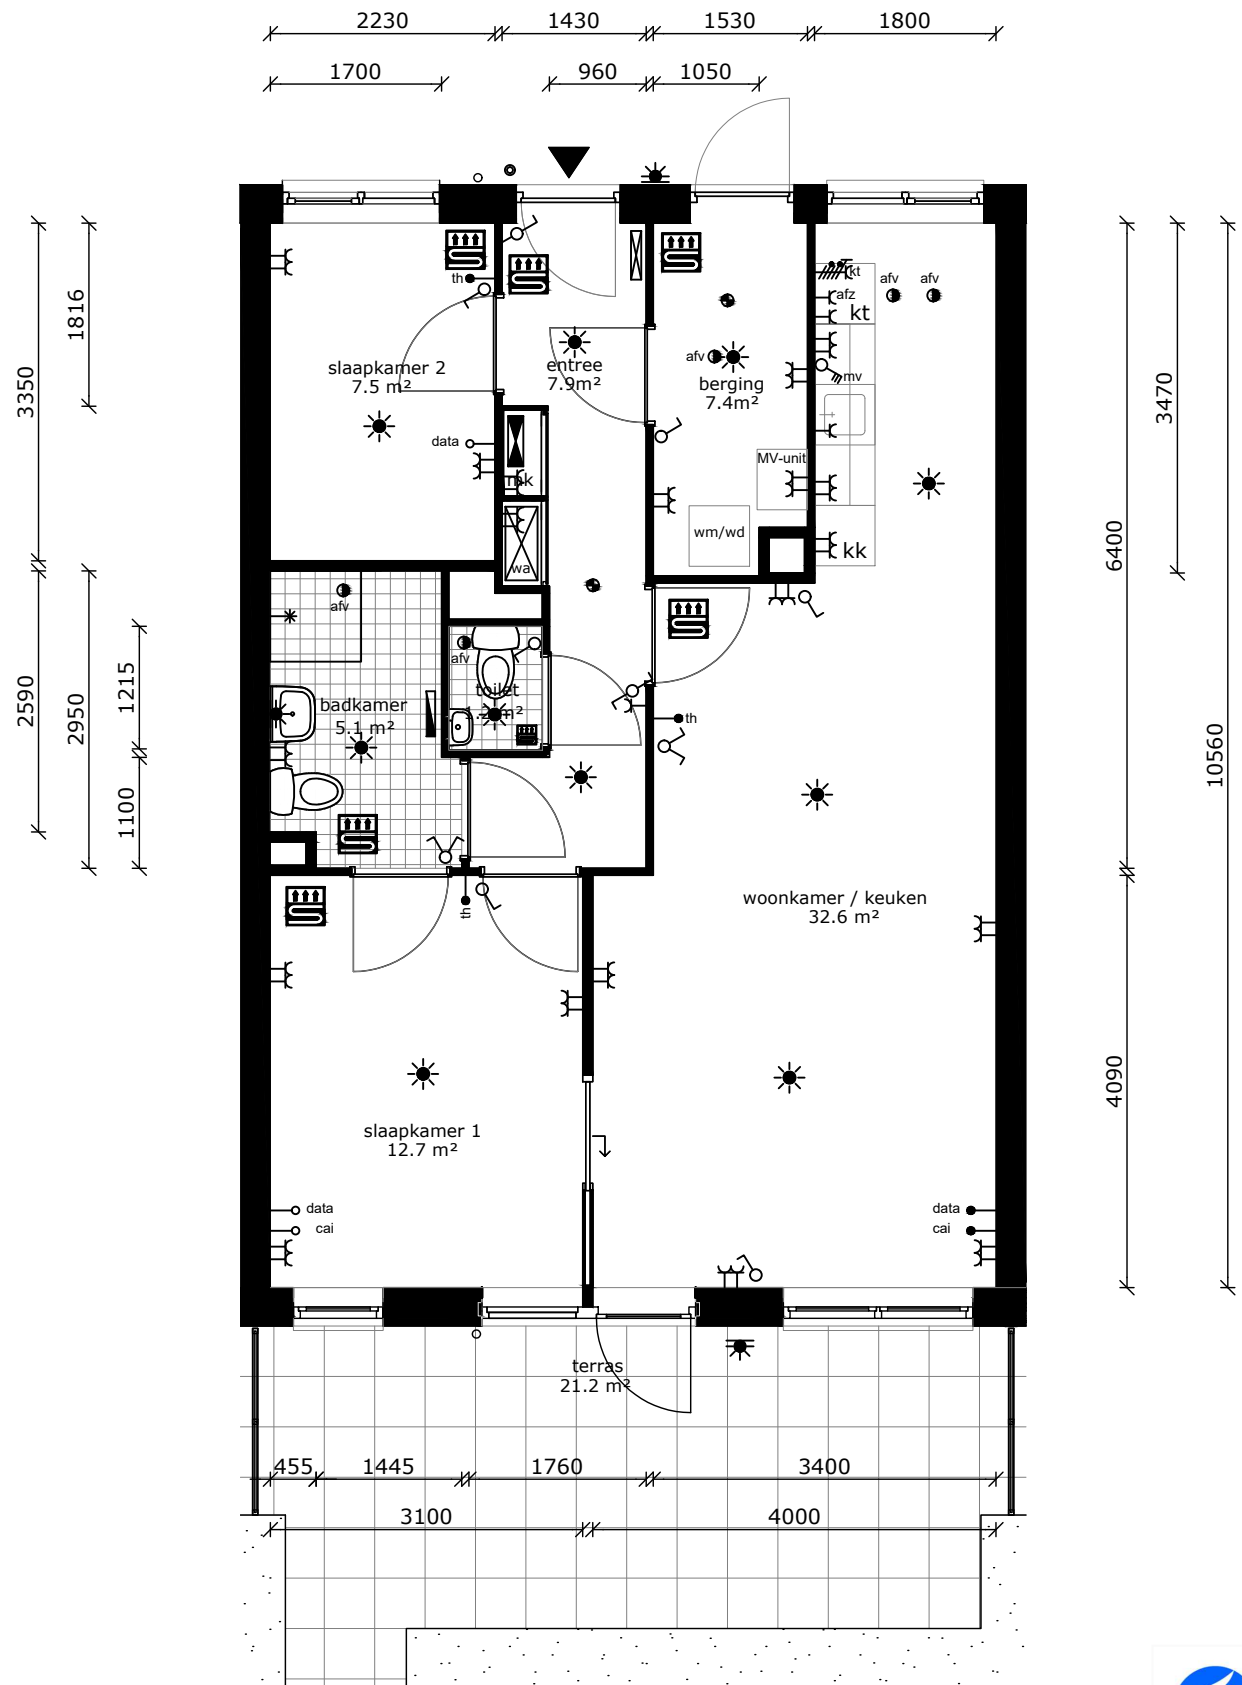 2230
1430
1530
1800
1700
960
1050
3350
1816
2590
2950
1215
1100
6400
3470
10560
4090
th
slaapkamer 2
7.5 m²
data
entree
7.9m²
afv
berging
7.4m²
MV-unit
wm/wd
mk
wa
kt
afz
kt
afv
afv
mv
kk
afv
badkamer
5.1 m²
afv
toilet
th
th
woonkamer / keuken
32.6 m²
slaapkamer 1
12.7 m²
data
cai
data
cai
terras
21.2 m²
455
1445
1760
3400
3100
4000